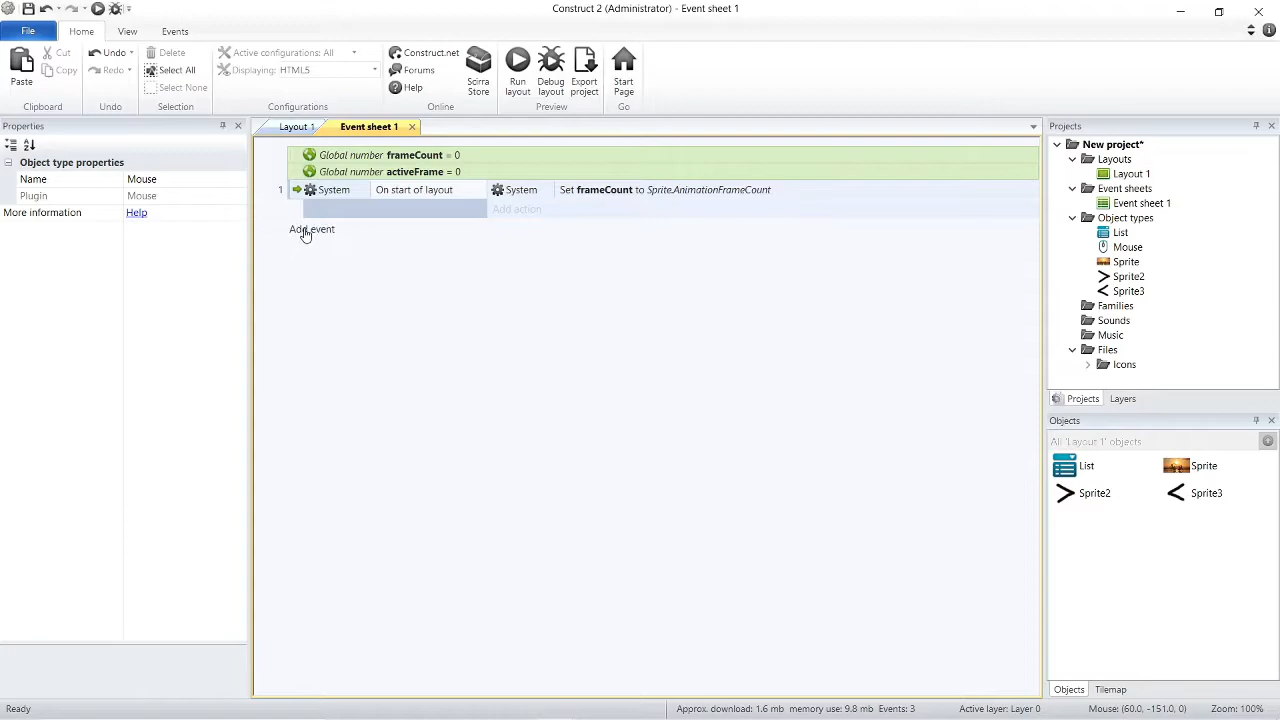 Construct 2 (Administrator) - Event sheet 1
File
Home
View
Events
Paste
Cut
Copy
Clipboard
Undo
Redo
Undo
Delete
Select All
Select None
Selection
Active configurations: All
Displaying: HTML5
Configurations
Construct.net
Forums
Help
Scirra Store
Online
Run layout
Debug layout
Export project
Preview
Start Page
Go
Properties
Object type properties
Name Mouse
Plugin Mouse
More information Help
Layout 1
Event sheet 1
Global number frameCount = 0
Global number activeFrame = 0
1 System On start of layout System Set frameCount to Sprite.AnimationFrameCount
Add action
Add event
Projects
New project*
Layouts
Layout 1
Event sheets
Event sheet 1
Object types
List
Mouse
Sprite
Sprite2
Sprite3
Families
Sounds
Music
Files
Icons
Projects Layers
Objects
All 'Layout 1' objects
List Sprite
Sprite2 Sprite3
Objects Tilemap
Ready
Approx. download: 1.6 mb memory use: 9.8 mb Events: 3 Active layer: Layer 0 Mouse: (60.0, -151.0, 0) Zoom: 100%